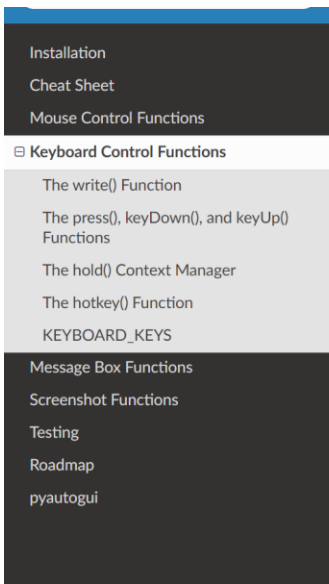 Installation
Cheat Sheet
Mouse Control Functions
Keyboard Control Functions
The write() Function
The press(), keyDown(), and keyUp()
Functions
The hold() Context Manager
The hotkey() Function
KEYBOARD_KEYS
Message Box Functions
Screenshot Functions
Testing
Roadmap
pyautogui